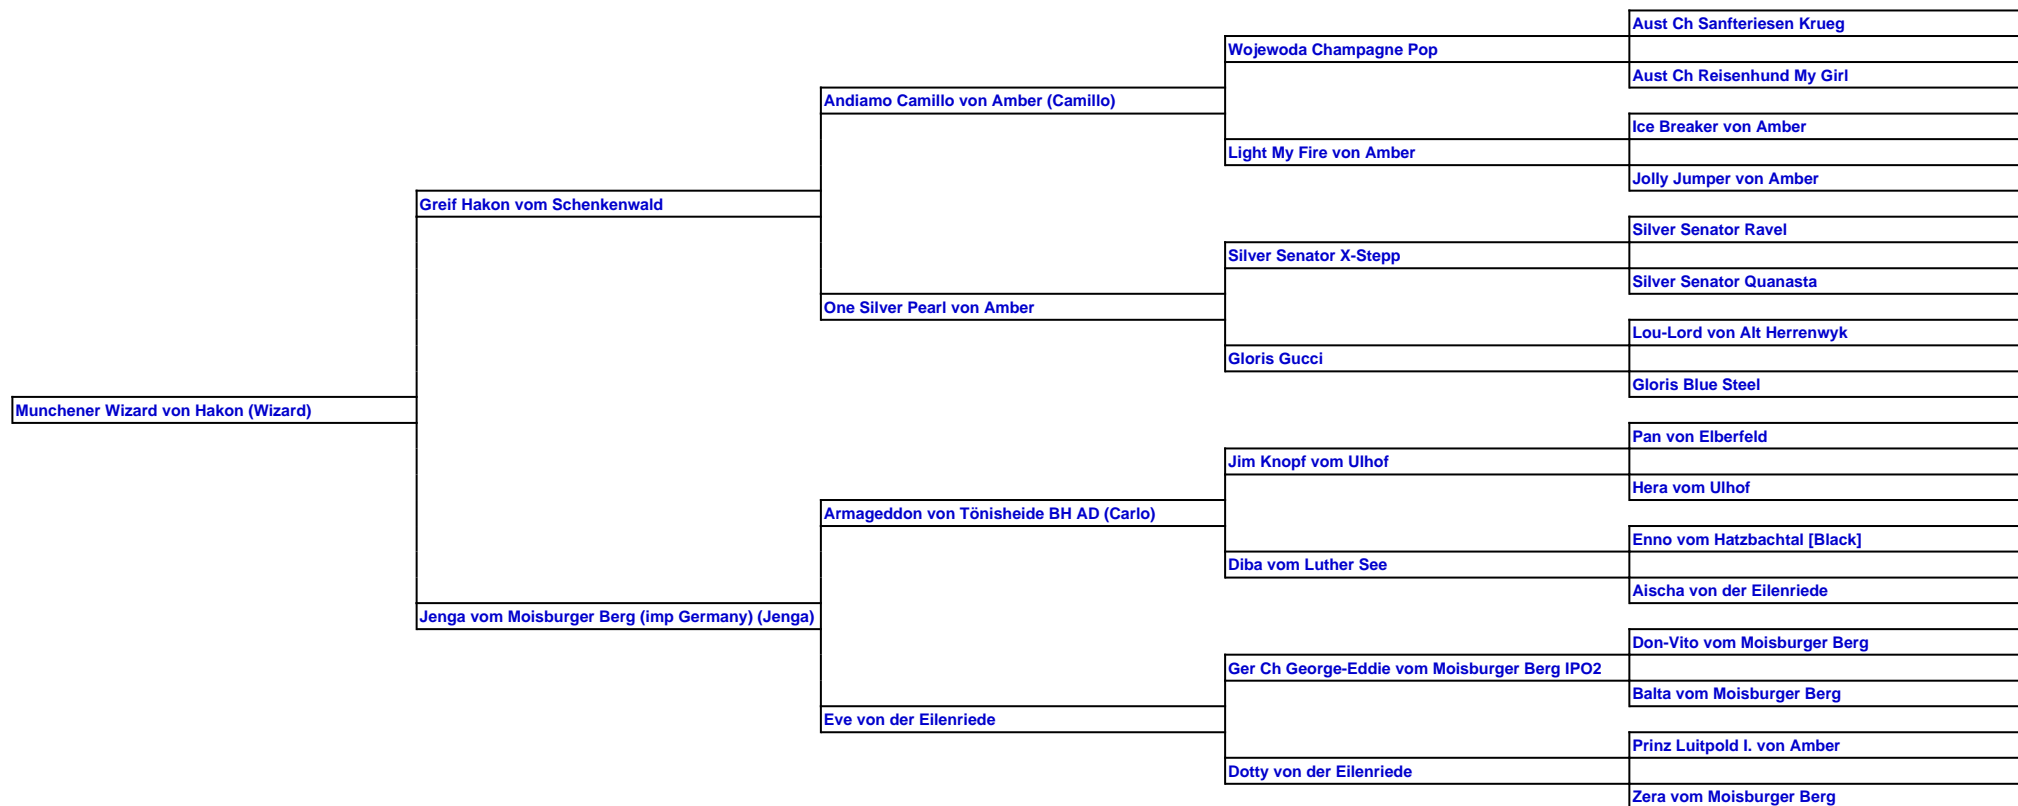 Aust Ch Sanfteriesen Krueg
Wojewoda Champagne Pop
Aust Ch Reisenhund My Girl
Andiamo Camillo von Amber (Camillo)
Ice Breaker von Amber
Light My Fire von Amber
Jolly Jumper von Amber
Greif Hakon vom Schenkenwald
Silver Senator Ravel
Silver Senator X-Stepp
Silver Senator Quanasta
One Silver Pearl von Amber
Lou-Lord von Alt Herrenwyk
Gloris Gucci
Gloris Blue Steel
Munchener Wizard von Hakon (Wizard)
Pan von Elberfeld
Jim Knopf vom Ulhof
Hera vom Ulhof
Armageddon von Tönisheide BH AD (Carlo)
Enno vom Hatzbachtal [Black]
Diba vom Luther See
Aischa von der Eilenriede
Jenga vom Moisburger Berg (imp Germany) (Jenga)
Don-Vito vom Moisburger Berg
Ger Ch George-Eddie vom Moisburger Berg IPO2
Balta vom Moisburger Berg
Eve von der Eilenriede
Prinz Luitpold I. von Amber
Dotty von der Eilenriede
Zera vom Moisburger Berg